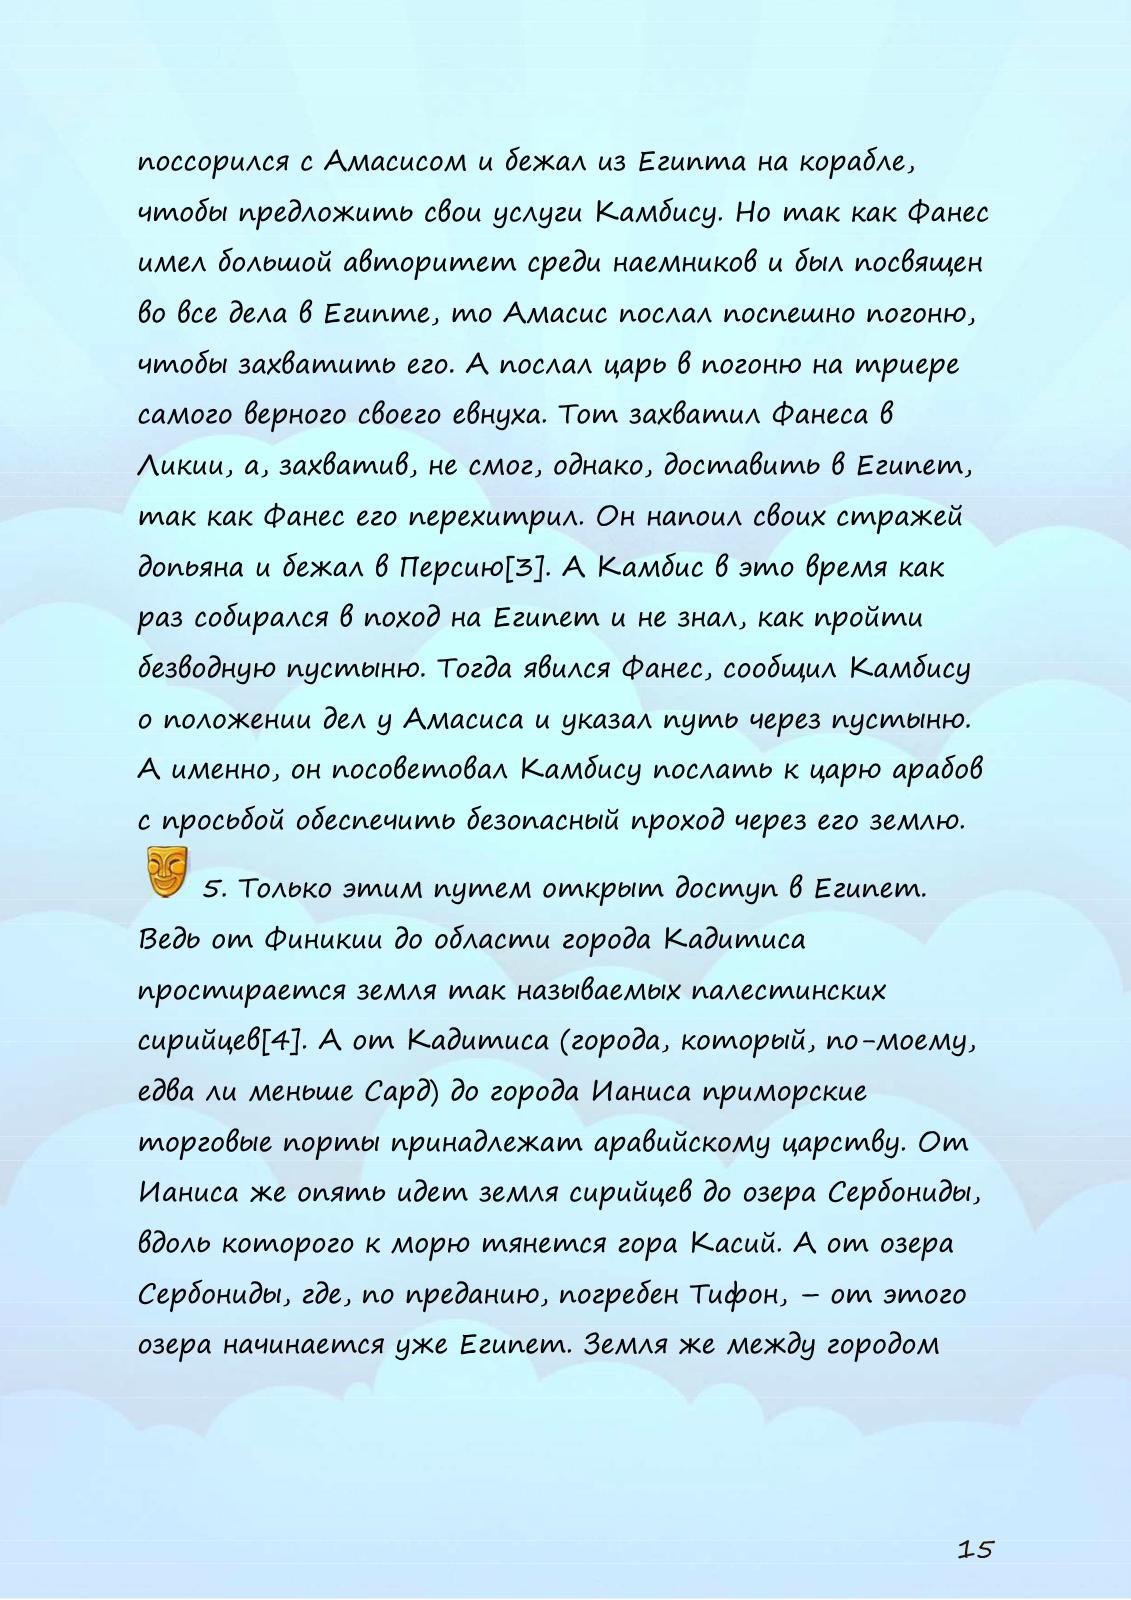 поссорился с Амасисом и бежал из Египта на корабле,
чтобы предложить свои услуги Камбису. Но так как Фанес
имел большой авторитет среди наемников и был посвящен
во все дела в Египте, то Амасис послал поспешно погоню,
чтобы захватить его. А послал царь в погоню на триере
самого верного своего евнуха. Тот захватил Фанеса в
Ликии, а, захватив, не смог, однако, доставить в Египет,
так как Фанес его перехитрил. Он напоил своих стражей
допьяна и бежал в Персию[3]. А Камбис в это время как
раз собирался в поход на Египет и не знал, как пройти
безводную пустыню. Тогда явился Фанес, сообщил Камбису
о положении дел у Амасиса и указал путь через пустыню.
А именно, он посоветовал Камбису послать к царю арабов
с просьбой обеспечить безопасный проход через его землю.
5. Только этим путем открыт доступ в Египет.
Ведь от Финикии до области города Кадитиса
простирается земля так называемых палестинских
сирийцев[4]. А от Кадитиса (города, который, по-моему,
едва ли меньше Сард) до города Ианиса приморские
торговые порты принадлежат аравийскому царству. От
Ианиса же опять идет земля сирийцев до озера Сербониды,
вдоль которого к морю тянется гора Касий. А от озера
Сербониды, где, по преданию, погребен Тифон, – от этого
озера начинается уже Египет. Земля же между городом
15